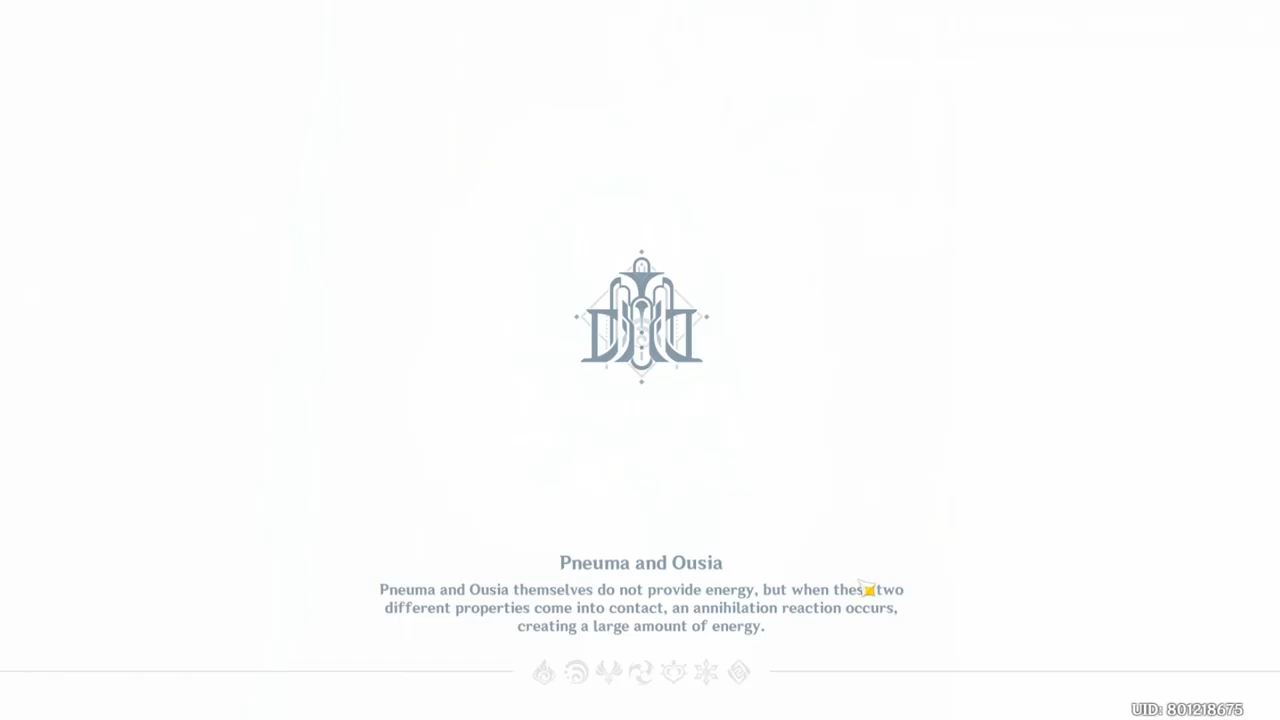 Pneuma and Ousia
Pneuma and Ousia themselves do not provide energy, but when these two
different properties come into contact, an annihilation reaction occurs,
creating a large amount of energy.
UID: 801218675